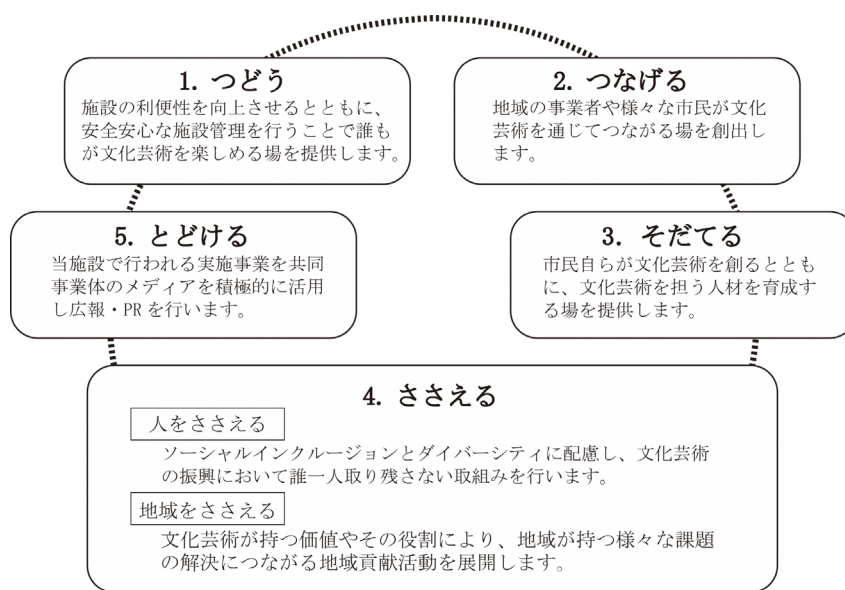 1. つどう
施設の利便性を向上させるとともに、
安全安心な施設管理を行うことで誰も
が文化芸術を楽しめる場を提供します。
2. つなげる
地域の事業者や様々な市民が文化
芸術を通じてつながる場を創出し
ます。
3. そだてる
市民自らが文化芸術を創るととも
に、文化芸術を担う人材を育成す
る場を提供します。
4. ささえる
人をささえる
ソーシャルインクルージョンとダイバーシティに配慮し、文化芸術
の振興において誰一人取り残さない取組みを行います。
地域をささえる
文化芸術が持つ価値やその役割により、地域が持つ様々な課題
の解決につながる地域貢献活動を展開します。
5. とどける
当施設で行われる実施事業を共同
事業体のメディアを積極的に活用
し広報・PR を行います。